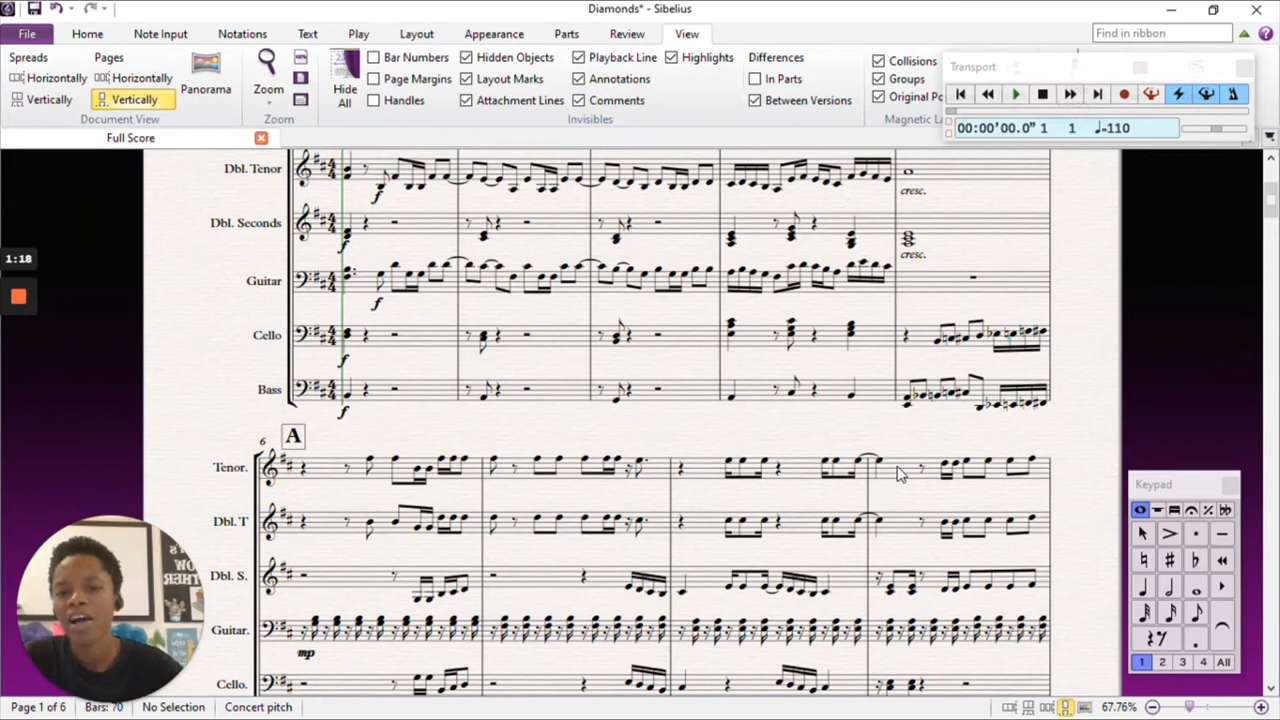 Diamonds* - Sibelius
File Home Note Input Notations Text Play Layout Appearance Parts Review View Find in ribbon
Spreads Pages
Horizontally Horizontally
Vertically Vertically
Panorama
Document View
Zoom
Zoom
Hide All
Bar Numbers Hidden Objects Playback Line Highlights
Page Margins Layout Marks Annotations
Handles Attachment Lines Comments
Invisibles
Differences
In Parts
Between Versions
Collisions
Groups
Original Po
Magnetic La
Transport
00:00'00.0" 1 1 =110
Full Score
Dbl. Tenor
f
cresc.
Dbl. Seconds
f
cresc.
Guitar
f
Cello
f
Bass
f
1:18
6 A
Tenor.
Dbl. T
Dbl. S.
Guitar.
mp
Cello.
Keypad
1 2 3 4 All
Page 1 of 6 Bars: 70 No Selection Concert pitch 67.76%